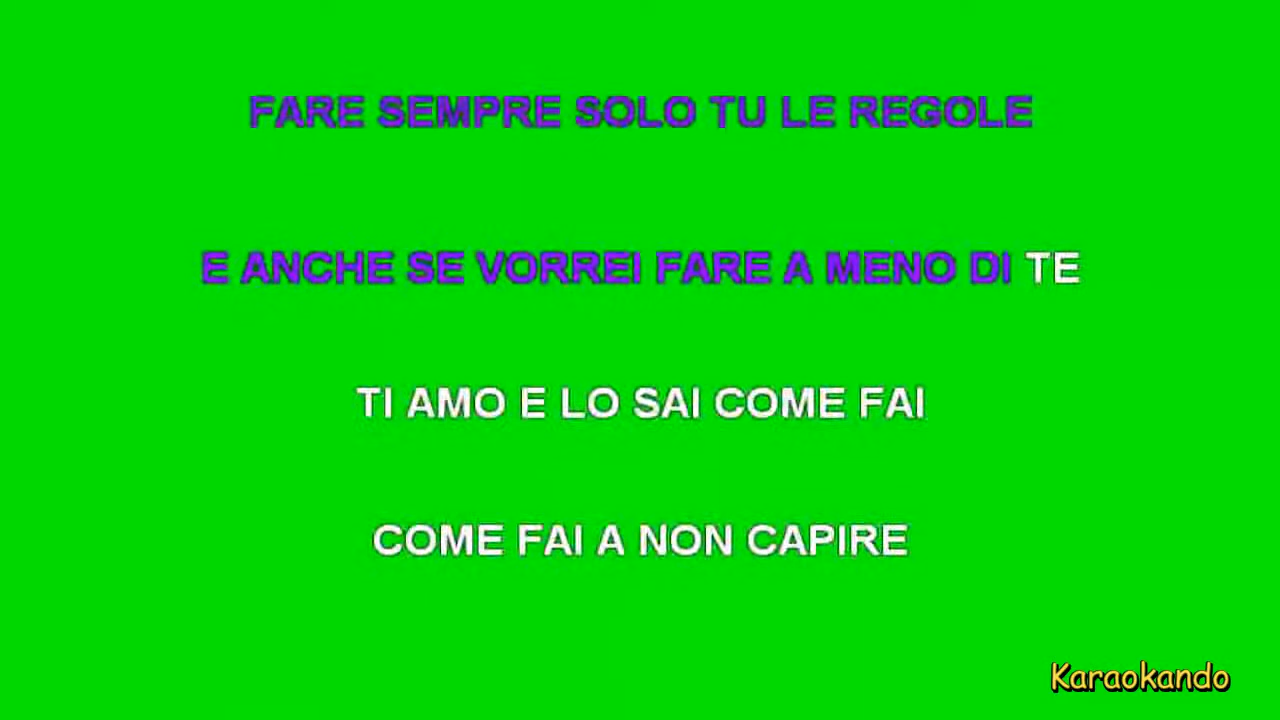 FARE SEMPRE SOLO TU LE REGOLE
E ANCHE SE VORREI FARE A MENO DI TE
TI AMO E LO SAI COME FAI
COME FAI A NON CAPIRE
Karaokando